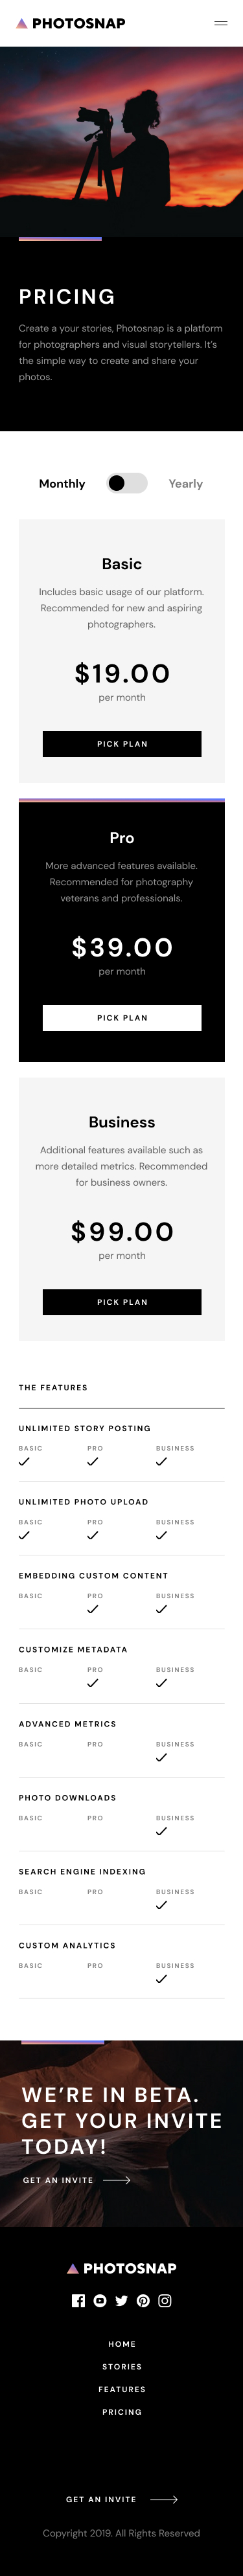 PHOTOSNAP
PRICING
Create a your stories, Photosnap is a platform
for photographers and visual storytellers. It's
the simple way to create and share your
photos.
Monthly Yearly
Basic
Includes basic usage of our platform.
Recommended for new and aspiring
photographers.
$19.00
per month
PICK PLAN
Pro
More advanced features available.
Recommended for photography
veterans and professionals.
$39.00
per month
PICK PLAN
Business
Additional features available such as
more detailed metrics. Recommended
for business owners.
$99.00
per month
PICK PLAN
THE FEATURES
UNLIMITED STORY POSTING
BASIC PRO BUSINESS
UNLIMITED PHOTO UPLOAD
BASIC PRO BUSINESS
EMBEDDING CUSTOM CONTENT
BASIC PRO BUSINESS
CUSTOMIZE METADATA
BASIC PRO BUSINESS
ADVANCED METRICS
BASIC PRO BUSINESS
PHOTO DOWNLOADS
BASIC PRO BUSINESS
SEARCH ENGINE INDEXING
BASIC PRO BUSINESS
CUSTOM ANALYTICS
BASIC PRO BUSINESS
WE'RE IN BETA.
GET YOUR INVITE
TODAY!
GET AN INVITE
PHOTOSNAP
HOME
STORIES
FEATURES
PRICING
GET AN INVITE
Copyright 2019. All Rights Reserved